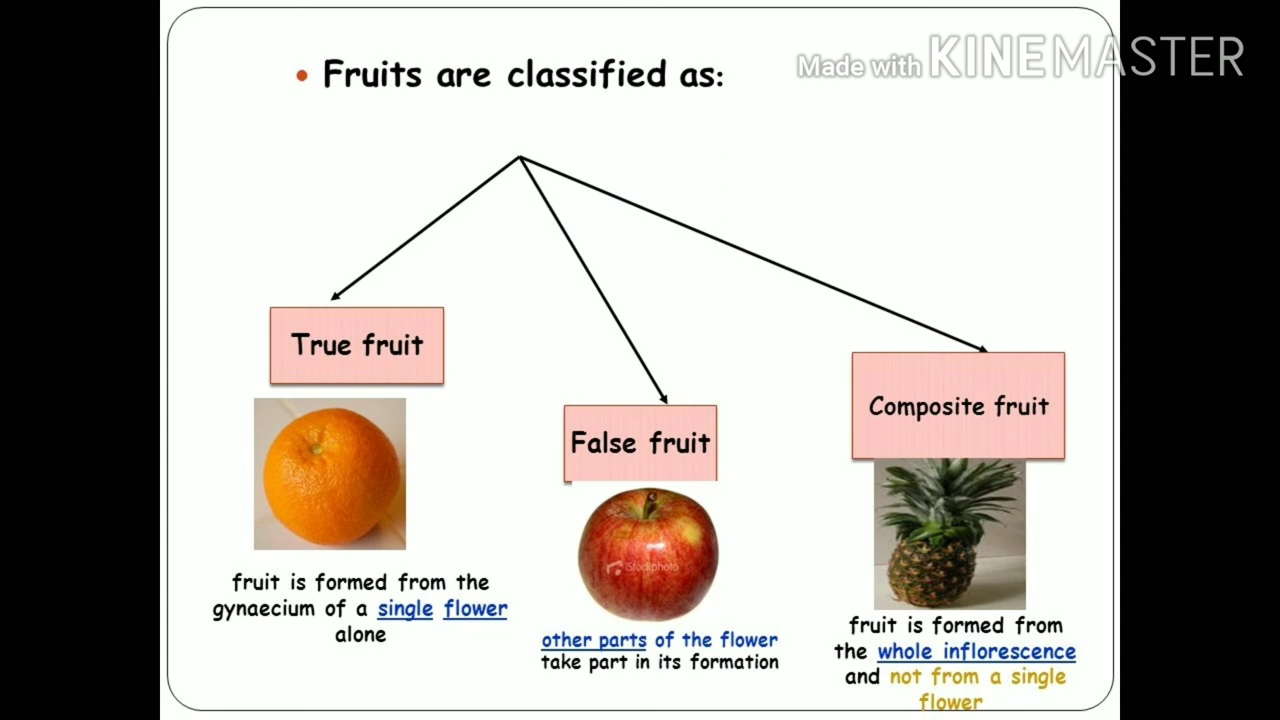 Fruits are classified as:
Made with KINEMASTER
True fruit
False fruit
Composite fruit
fruit is formed from the
gynaecium of a single flower
alone
iStockphoto
other parts of the flower
take part in its formation
fruit is formed from
the whole inflorescence
and not from a single
flower